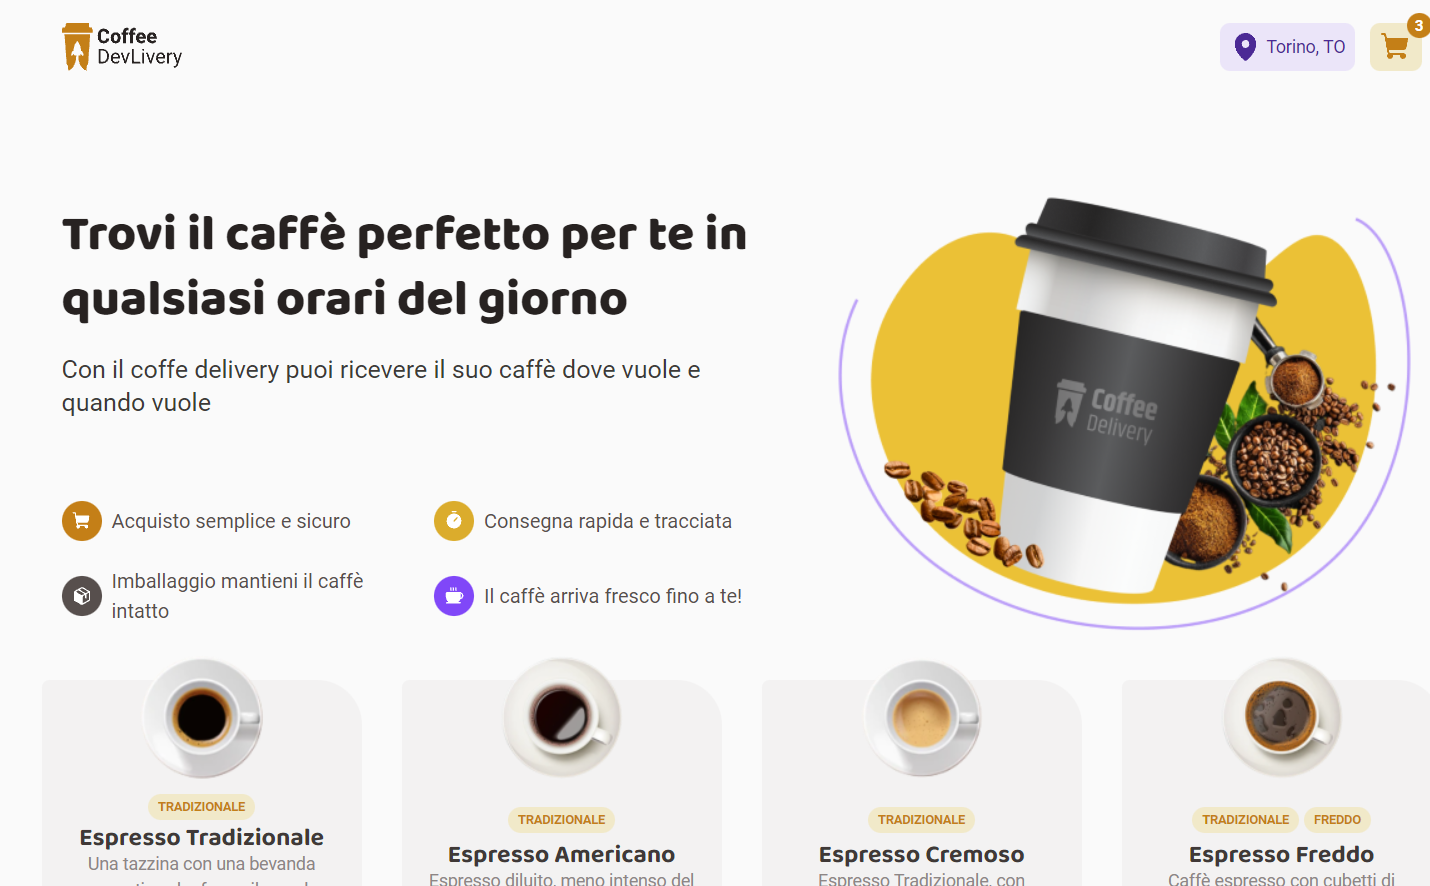 Coffee
DevLivery
Torino, TO
3
Trovi il caffè perfetto per te in
qualsiasi orari del giorno
Con il coffe delivery puoi ricevere il suo caffè dove vuole e
quando vuole
Coffee
Delivery
Acquisto semplice e sicuro
Consegna rapida e tracciata
Imballaggio mantieni il caffè
intatto
Il caffè arriva fresco fino a te!
TRADIZIONALE
Espresso Tradizionale
Una tazzina con una bevanda
TRADIZIONALE
Espresso Americano
Espresso diluito, meno intenso del
TRADIZIONALE
Espresso Cremoso
Espresso Tradizionale, con
TRADIZIONALE
FREDDO
Espresso Freddo
Caffè espresso con cubetti di